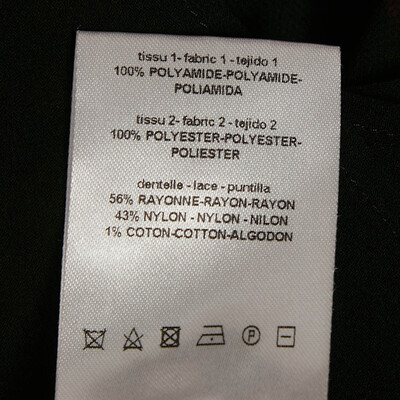 tissu 1- fabric 1 - tejido 1
100% POLYAMIDE-POLYAMIDE-
POLIAMIDA
tissu 2- fabric 2 - tejido 2
100% POLYESTER-POLYESTER-
POLIESTER
dentelle - lace - puntilla
56% RAYONNE-RAYON-RAYON
43% NYLON - NYLON - NILON
1% COTON-COTTON-ALGODON
P